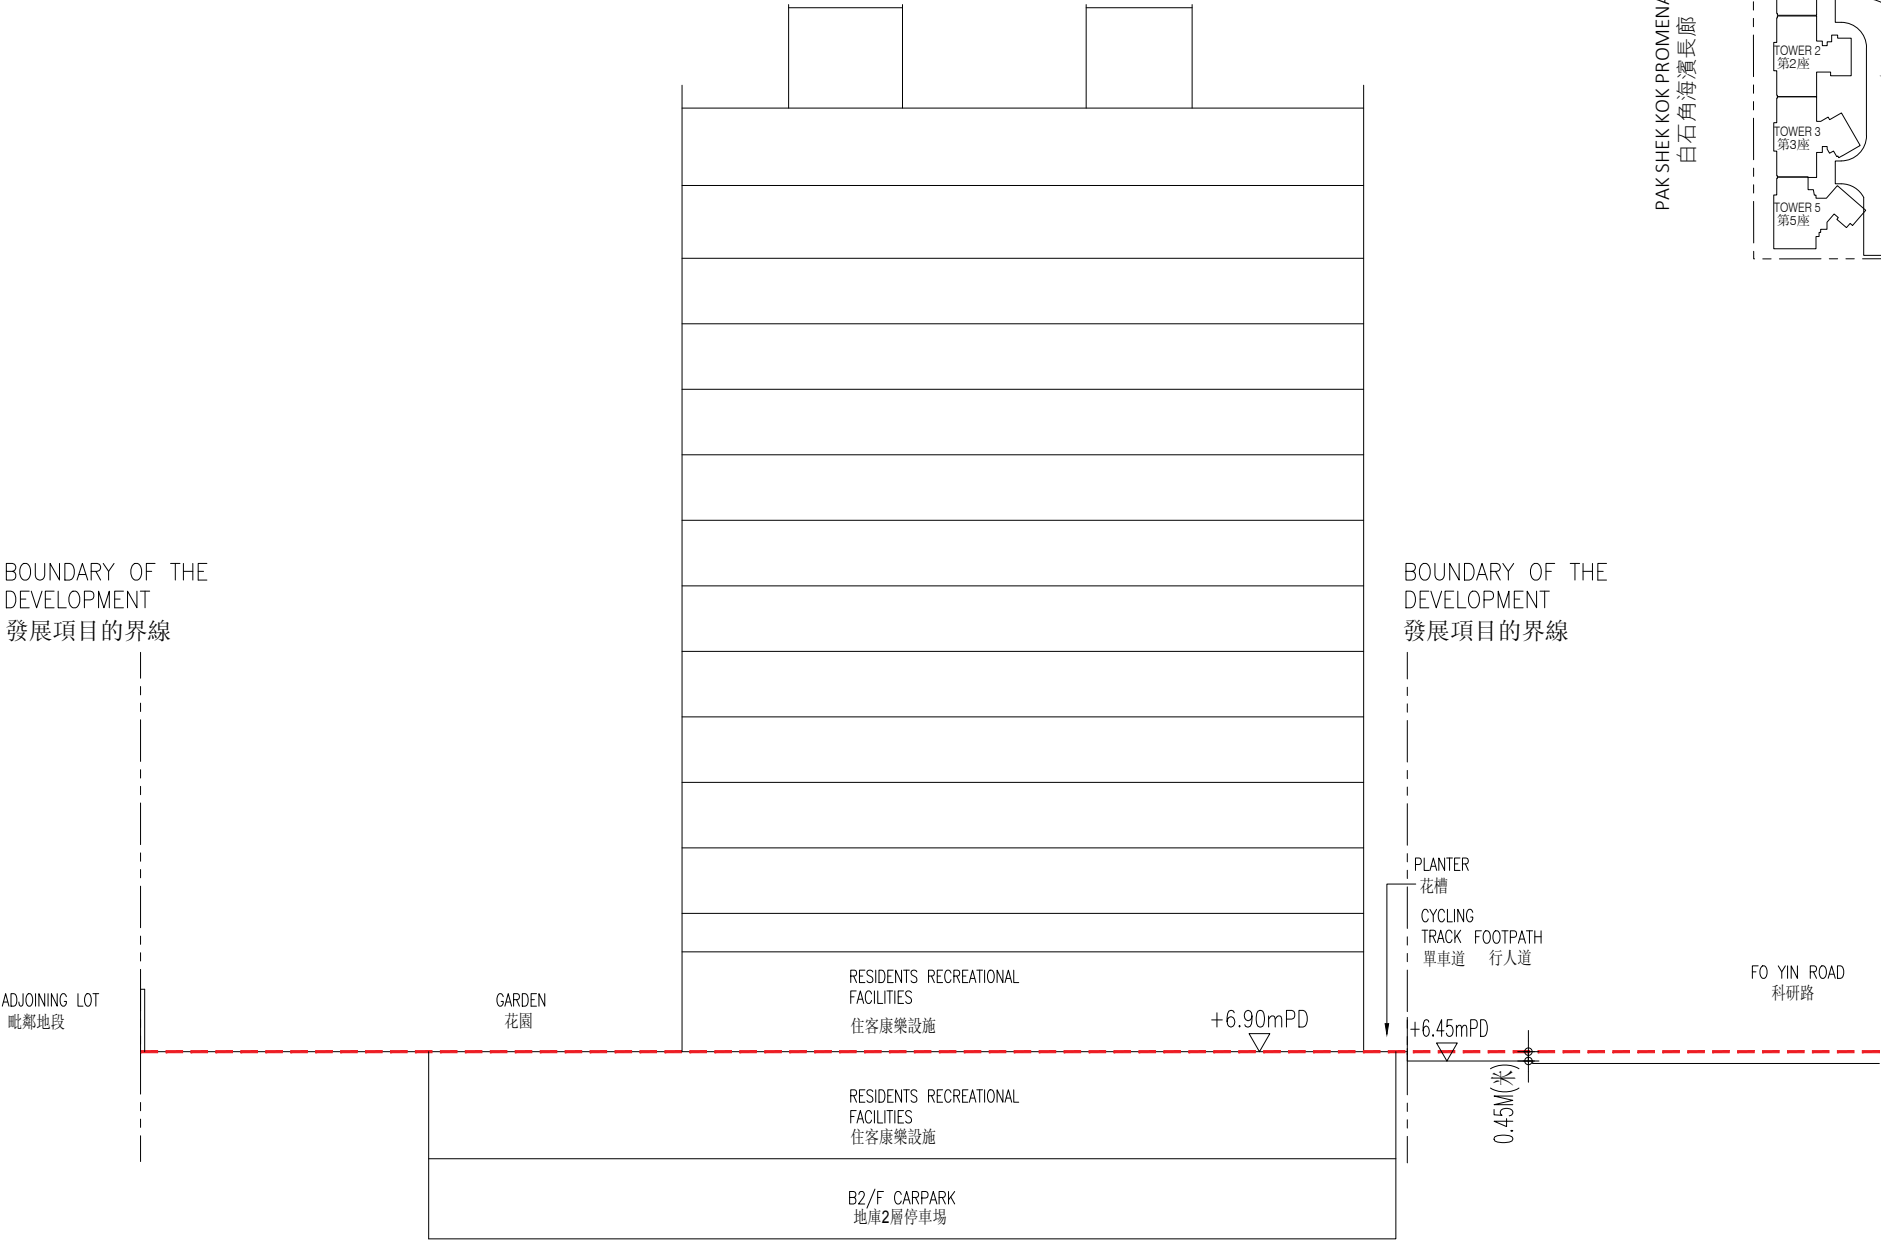 PAK SHEK KOK PROMENA
白石角海濱長廊
TOWER 2
第2座
TOWER 3
第3座
TOWER 5
第5座
BOUNDARY OF THE
DEVELOPMENT
發展項目的界線
BOUNDARY OF THE
DEVELOPMENT
發展項目的界線
PLANTER
花槽
CYCLING
TRACK FOOTPATH
單車道 行人道
FO YIN ROAD
科研路
ADJOINING LOT
毗鄰地段
GARDEN
花園
RESIDENTS RECREATIONAL
FACILITIES
住客康樂設施
+6.90mPD
+6.45mPD
0.45M(米)
RESIDENTS RECREATIONAL
FACILITIES
住客康樂設施
B2/F CARPARK
地庫2層停車場